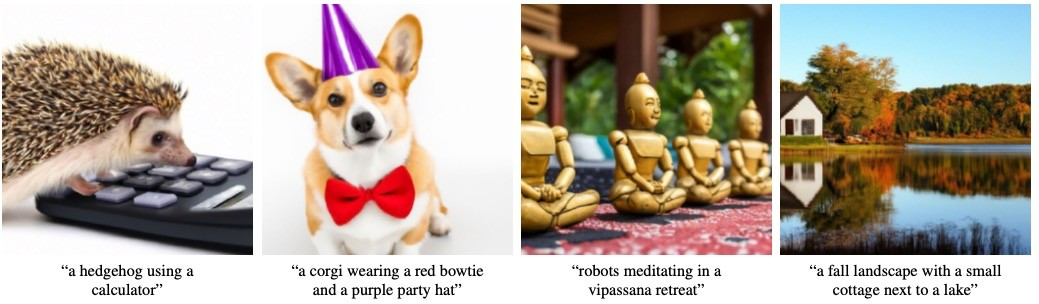 “a hedgehog using a
calculator”
“a corgi wearing a red bowtie
and a purple party hat”
“robots meditating in a
vipassana retreat”
“a fall landscape with a small
cottage next to a lake”